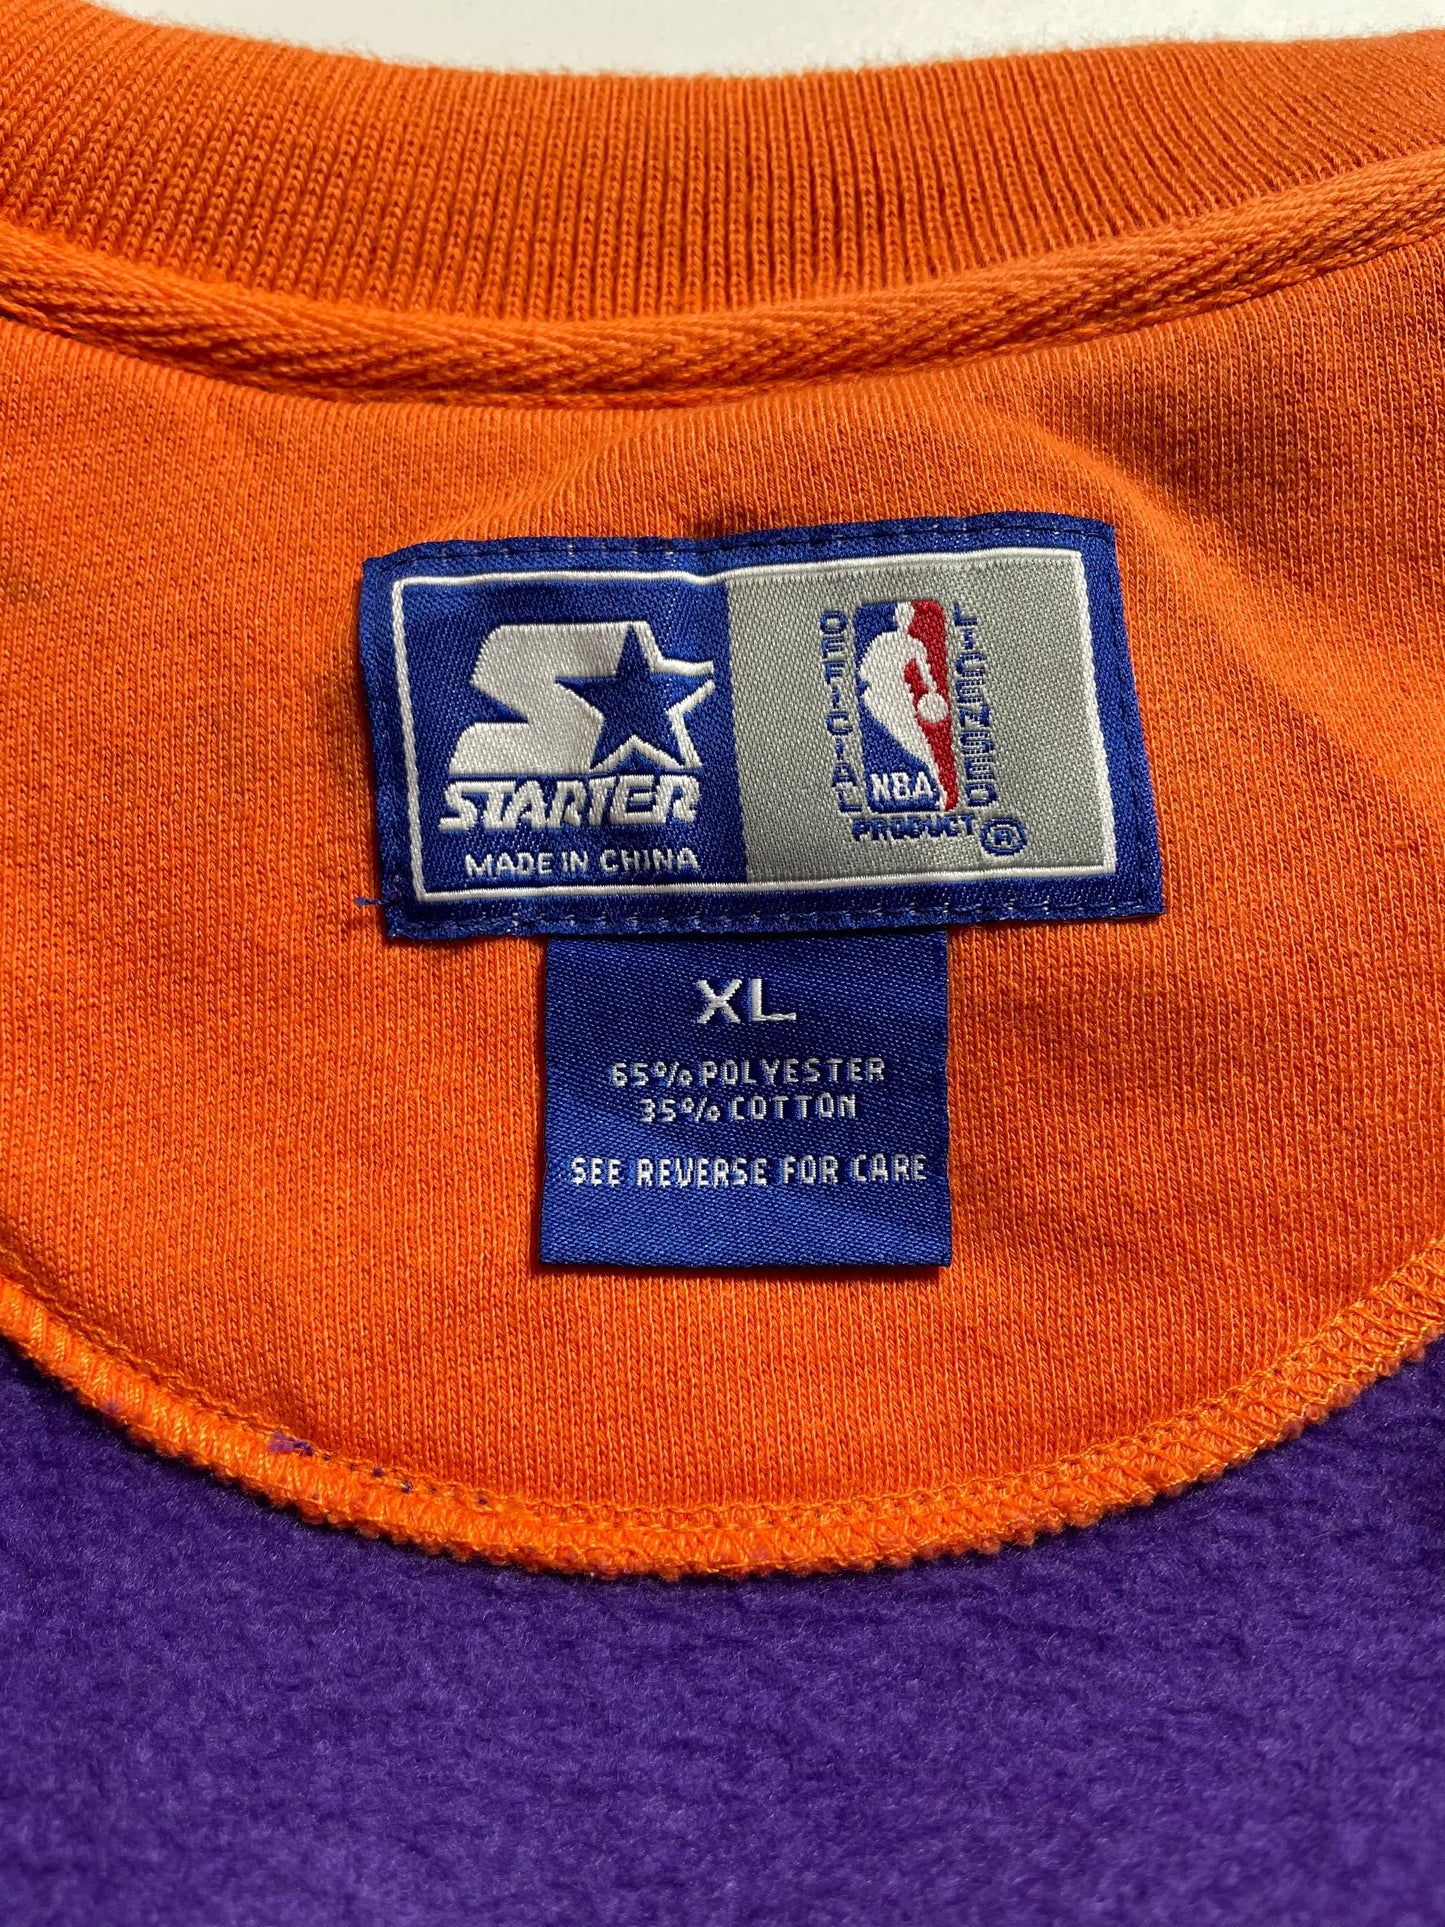 STARTER
MADE IN CHINA
OFFICIAL
NBA
LICENSED
PRODUCT ®
XL
65% POLYESTER
35% COTTON
SEE REVERSE FOR CARE